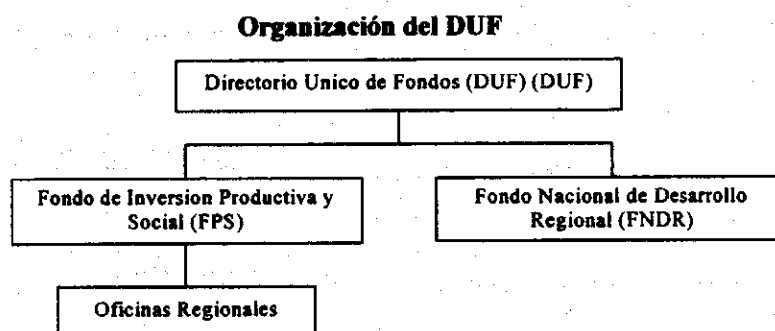 Organización del DUF
Directorio Unico de Fondos (DUF) (DUF)
Fondo de Inversion Productiva y
Social (FPS)
Fondo Nacional de Desarrollo
Regional (FNDR)
Oficinas Regionales